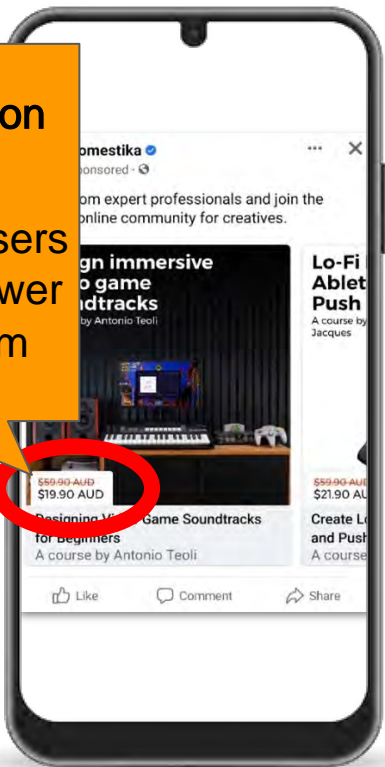 on
sers
wer
m
omestika
onsored ·
om expert professionals and join the
online community for creatives.
gn immersive
o game
ndtracks
by Antonio Teoli
$59.90 AUD
$19.90 AUD
Designing Vi Game Soundtracks
for Beginners
A course by Antonio Teoli
Lo-Fi
Ablet
Push
A course by
Jacques
$59.90 AU
$21.90 AU
Create L
and Push
A course
Like
Comment
Share